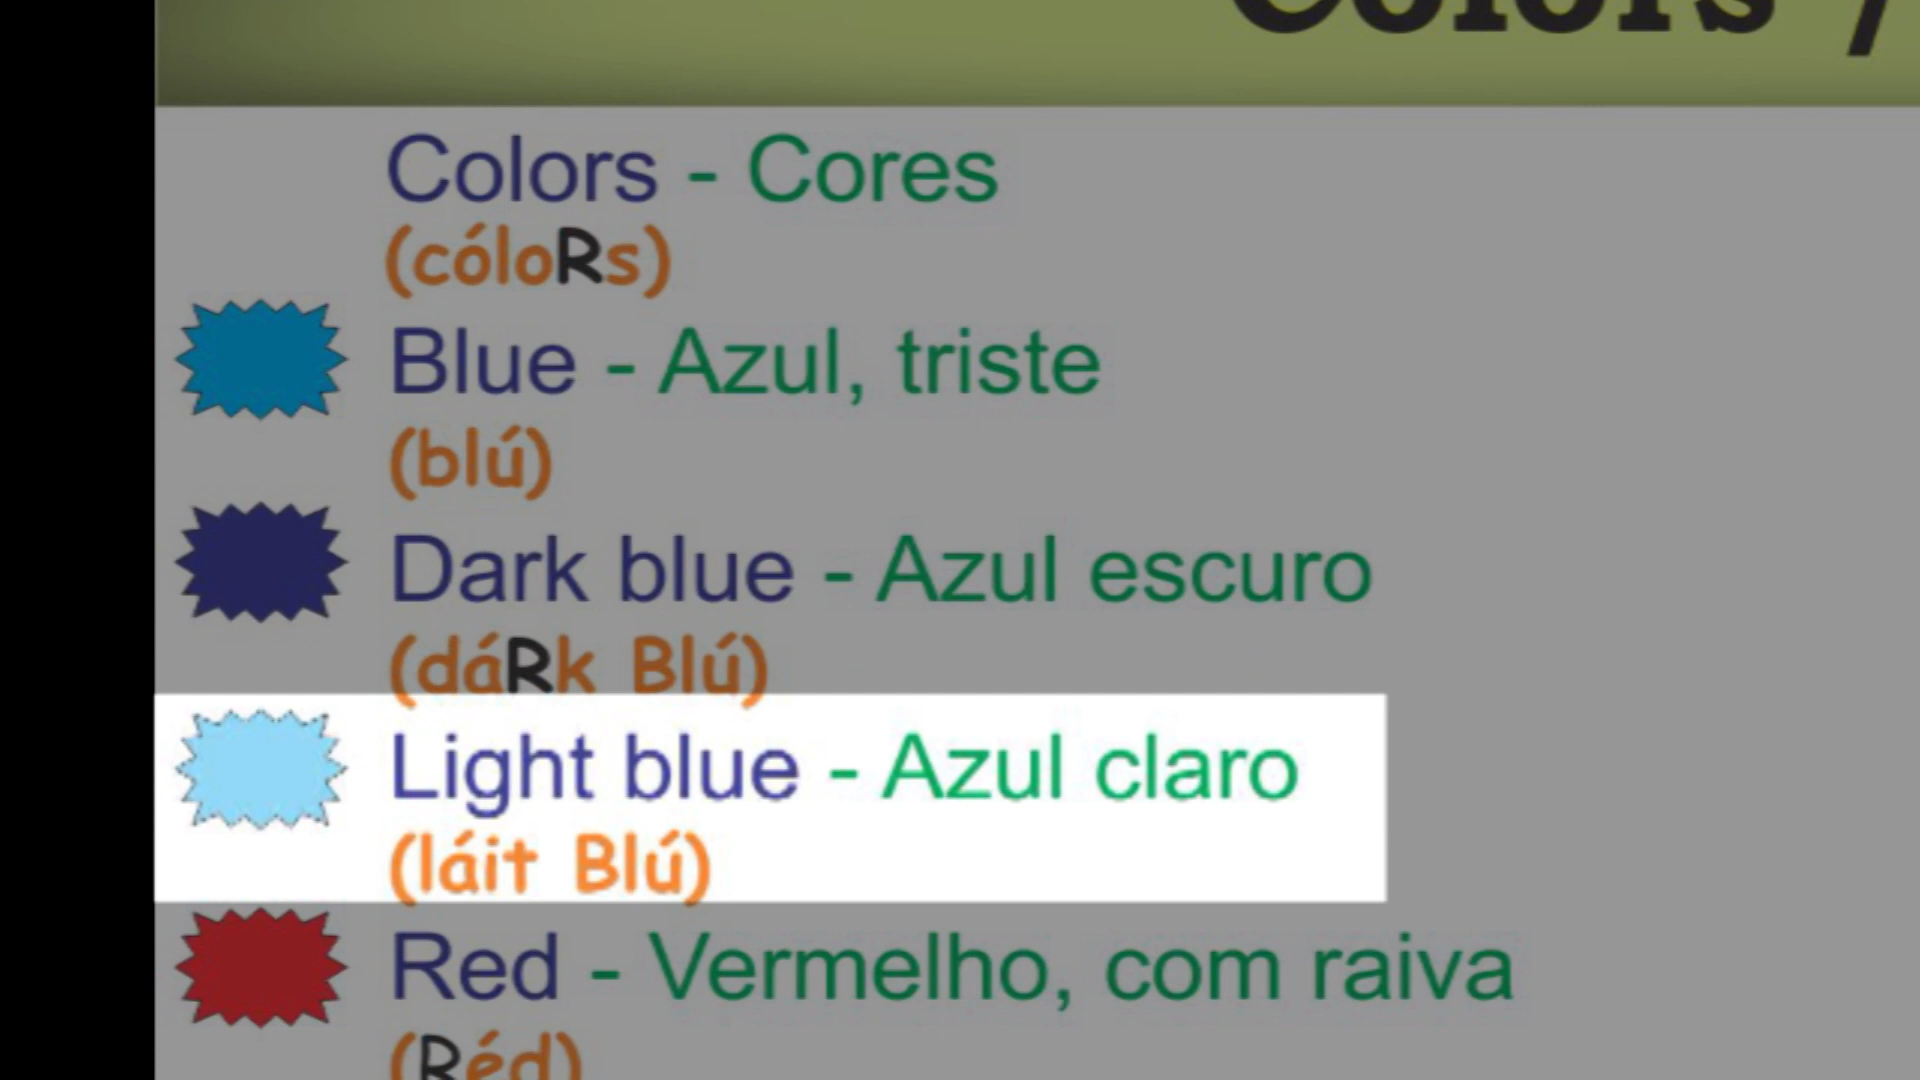 Colors /
Colors - Cores
(cóloRs)
Blue - Azul, triste
(blú)
Dark blue - Azul escuro
(dáRk Blú)
Light blue - Azul claro
(láit Blú)
Red - Vermelho, com raiva
(Réd)